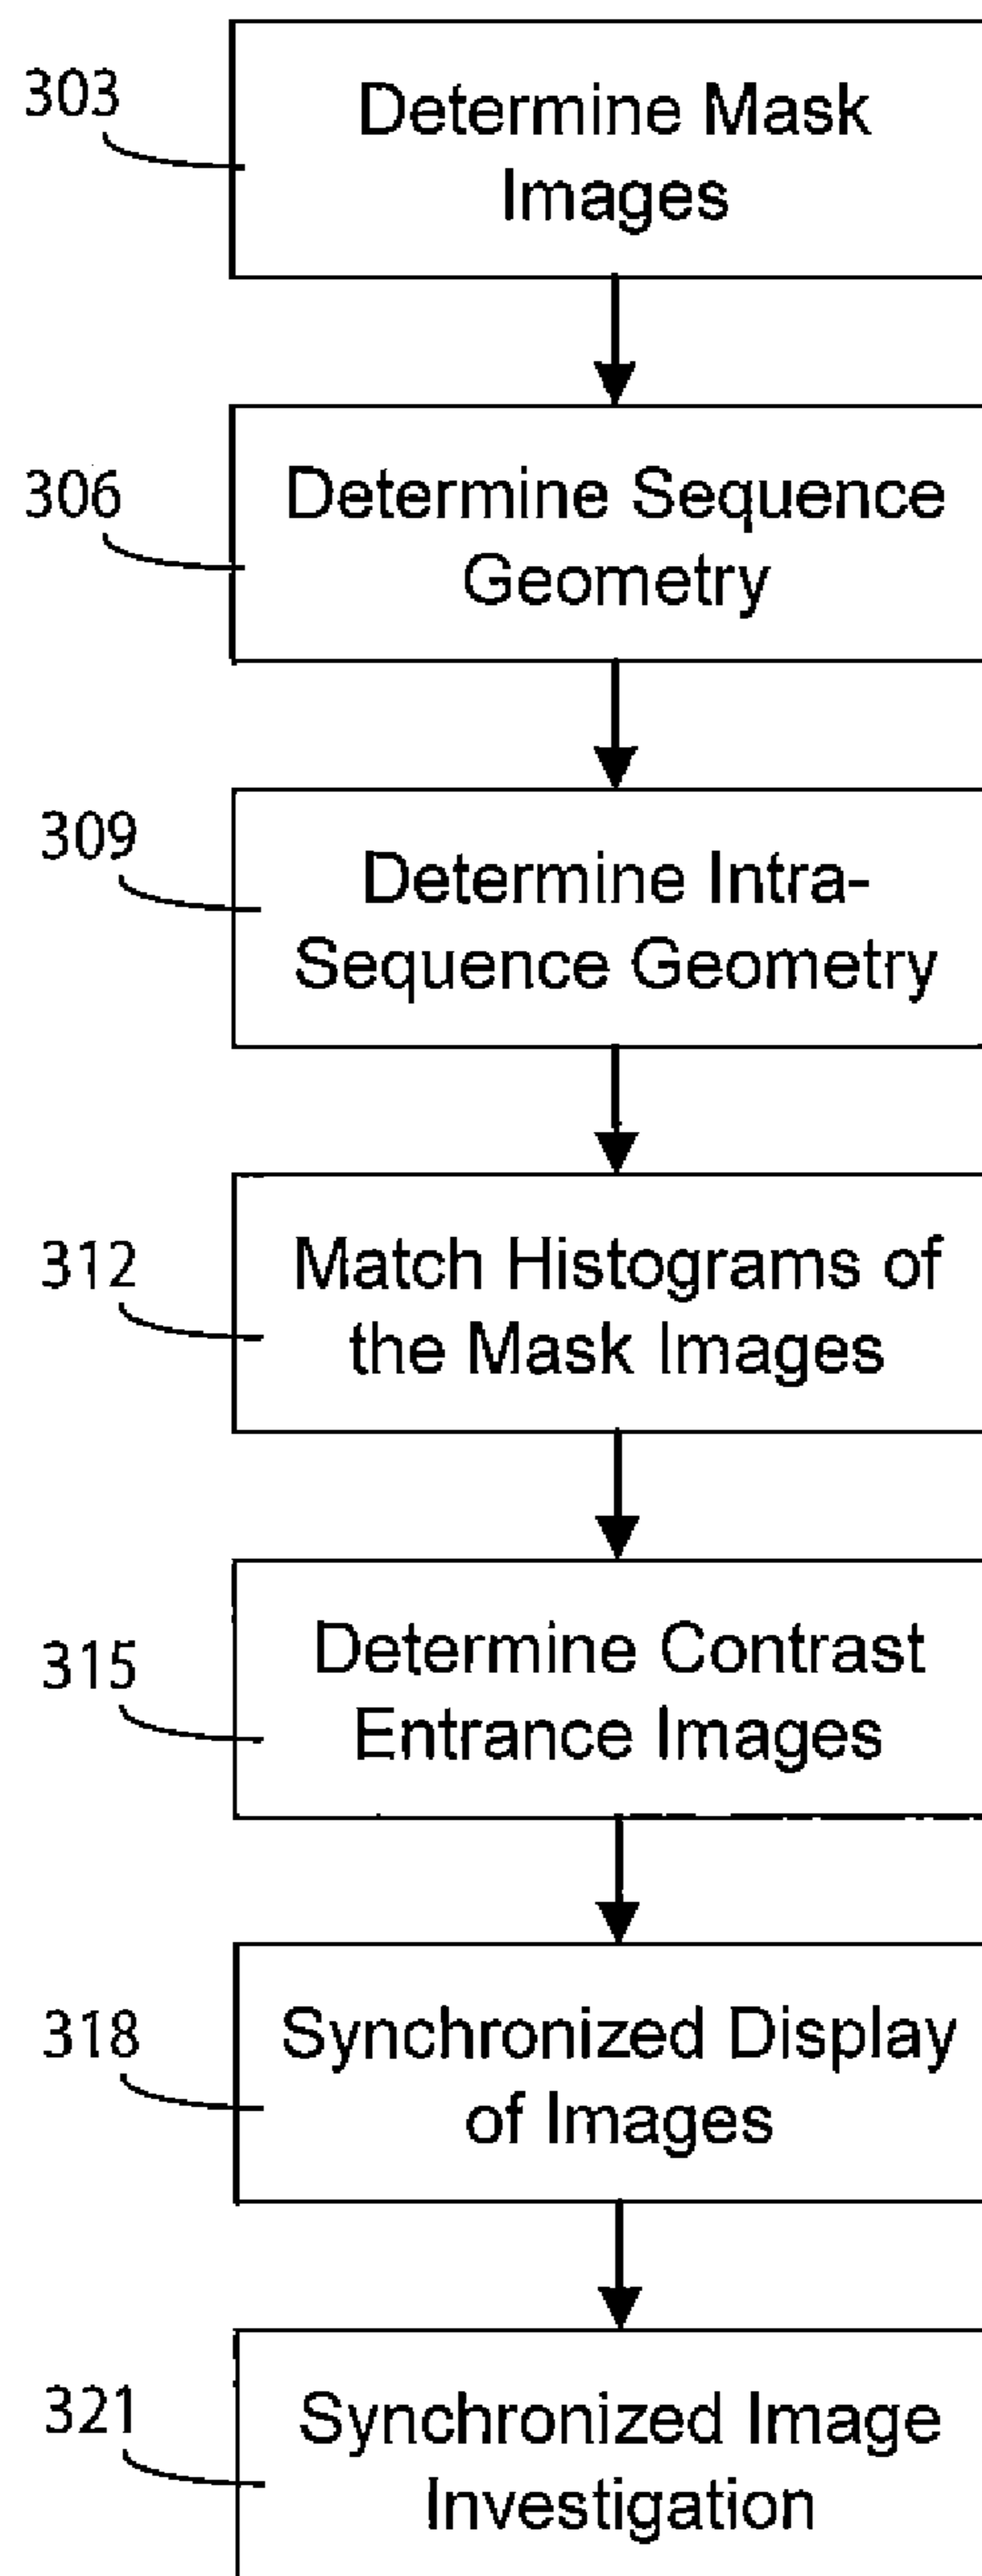 303
Determine Mask
Images
306
Determine Sequence
Geometry
309
Determine Intra-
Sequence Geometry
312
Match Histograms of
the Mask Images
315
Determine Contrast
Entrance Images
318
Synchronized Display
of Images
321
Synchronized Image
Investigation